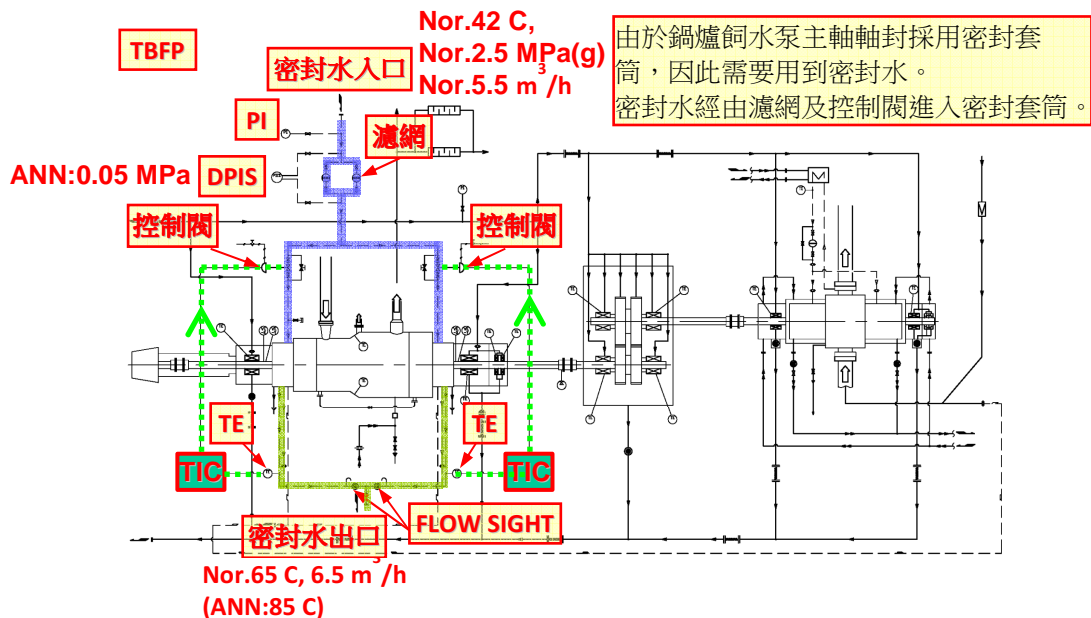 TBFP
Nor.42 C,
Nor.2.5 MPa(g)
Nor.5.5 m³/h
密封水入口
由於鍋爐飼水泵主軸軸封採用密封套
筒，因此需要用到密封水。
密封水經由濾網及控制閥進入密封套筒。
PI
濾網
ANN:0.05 MPa
DPIS
控制閥
控制閥
TE
TE
TIC
TIC
密封水出口
FLOW SIGHT
Nor.65 C, 6.5 m³/h
(ANN:85 C)